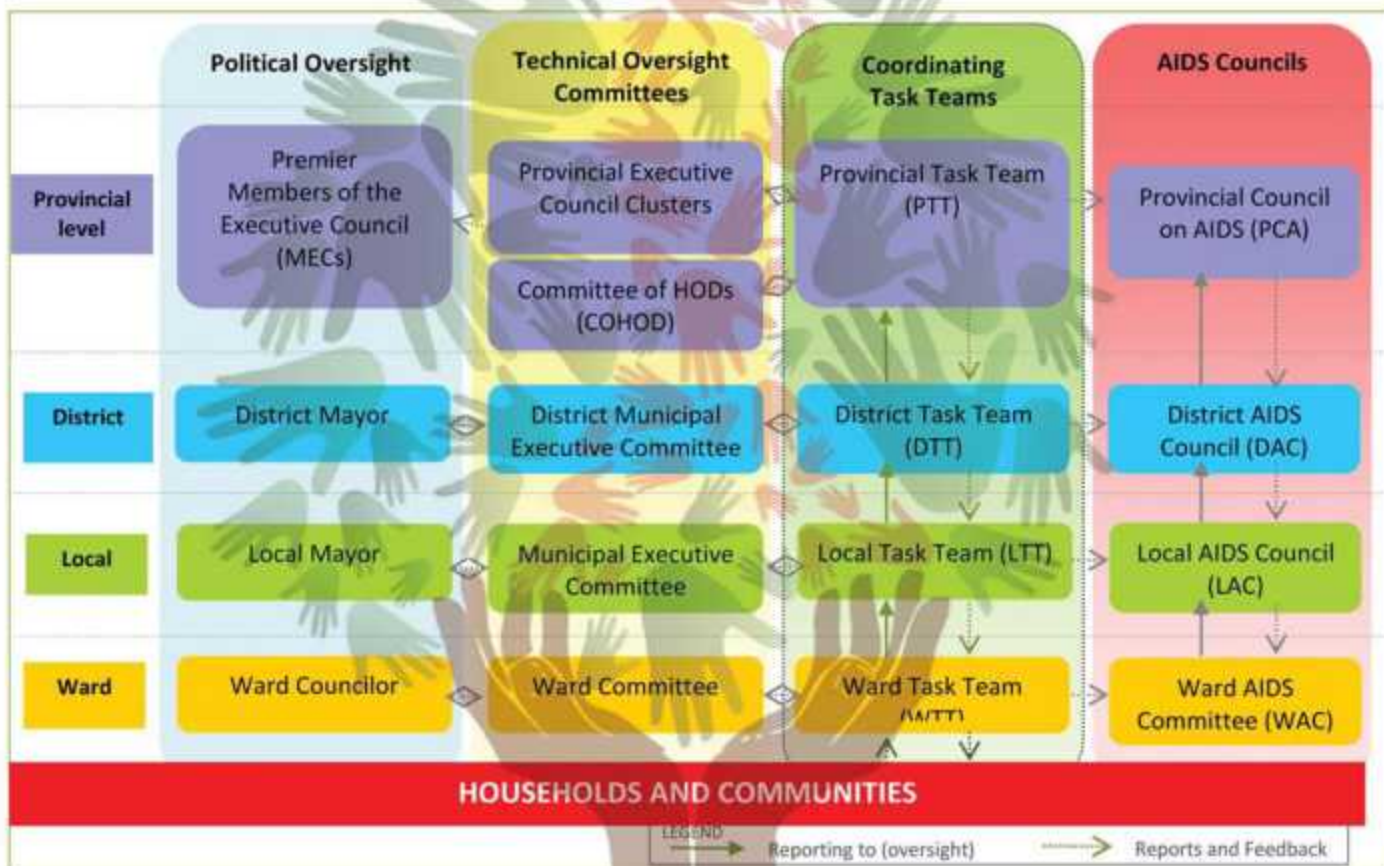 Political Oversight
Technical Oversight
Committees
Coordinating
Task Teams
AIDS Councils
Provincial
level
Premier
Members of the
Executive Council
(MECs)
Provincial Executive
Council Clusters
Committee of HODs
(COHOD)
Provincial Task Team
(PTT)
Provincial Council
on AIDS (PCA)
District
District Mayor
District Municipal
Executive Committee
District Task Team
(DTT)
District AIDS
Council (DAC)
Local
Local Mayor
Municipal Executive
Committee
Local Task Team (LTT)
Local AIDS Council
(LAC)
Ward
Ward Councilor
Ward Committee
Ward Task Team
(WTT)
Ward AIDS
Committee (WAC)
HOUSEHOLDS AND COMMUNITIES
LEGEND
Reporting to (oversight)
Reports and Feedback